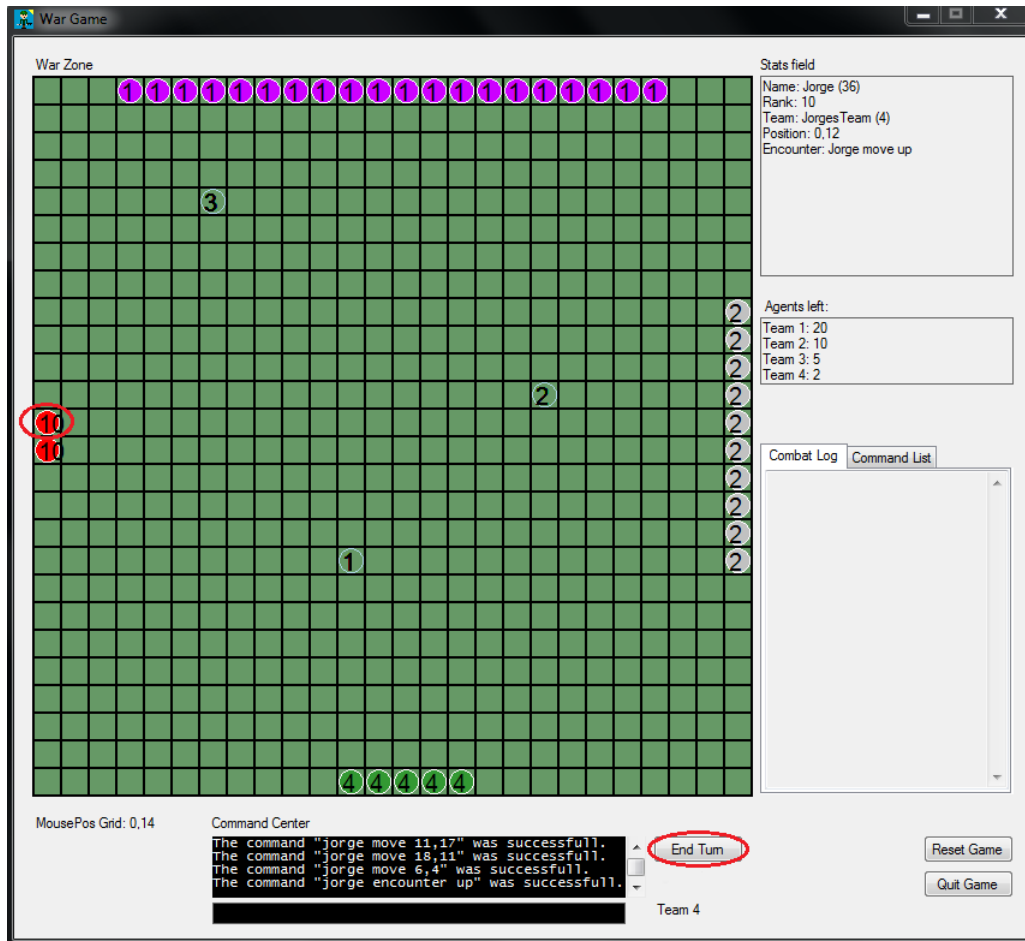 War Game
X
War Zone
1 1 1 1 1 1 1 1 1 1 1 1 1 1 1 1 1 1 1 1
3
2
2
2
2
2
2
10
2
10
2
2
2
2
1
2
4 4 4 4 4
MousePos Grid: 0,14
Stats field
Name: Jorge (36)
Rank: 10
Team: JorgesTeam (4)
Position: 0,12
Encounter: Jorge move up
Agents left:
Team 1: 20
Team 2: 10
Team 3: 5
Team 4: 2
Combat Log
Command List
Command Center
The command "jorge move 11,17" was successfull.
The command "jorge move 18,11" was successfull.
The command "jorge move 6,4" was successfull.
The command "jorge encounter up" was successfull.
End Turn
Team 4
Reset Game
Quit Game